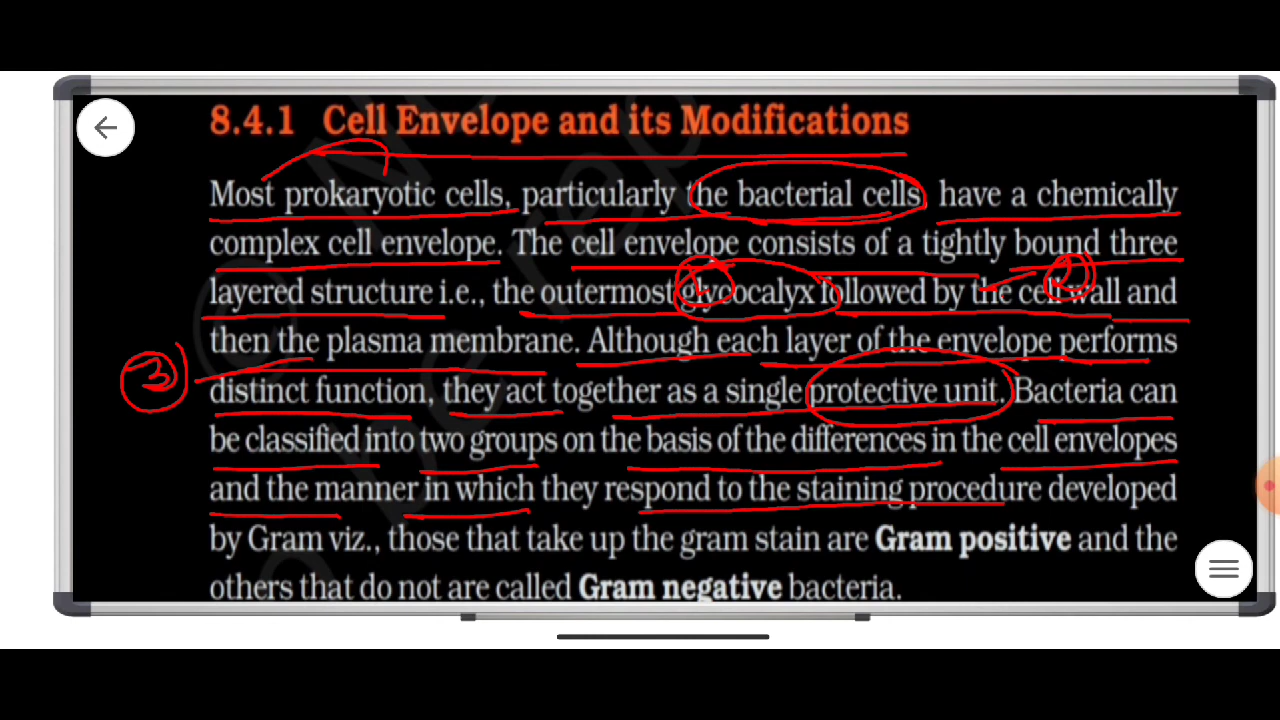 8.4.1 Cell Envelope and its Modifications
Most prokaryotic cells, particularly the bacterial cells, have a chemically
complex cell envelope. The cell envelope consists of a tightly bound three
layered structure i.e., the outermost glycocalyx followed by the cell wall and
then the plasma membrane. Although each layer of the envelope performs
distinct function, they act together as a single protective unit. Bacteria can
be classified into two groups on the basis of the differences in the cell envelopes
and the manner in which they respond to the staining procedure developed
by Gram viz., those that take up the gram stain are Gram positive and the
others that do not are called Gram negative bacteria.
1
2
3